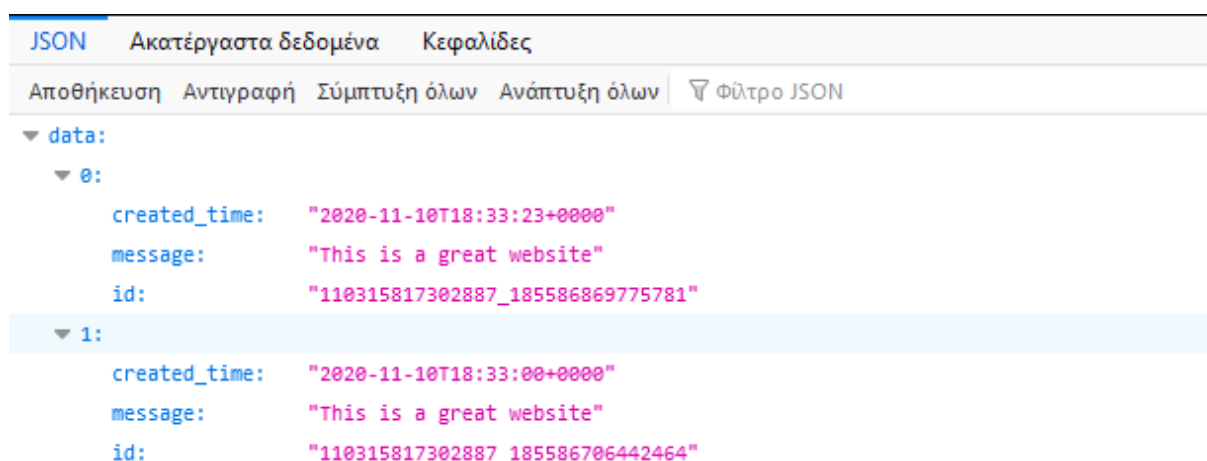 JSON Ακατέργαστα δεδομένα Κεφαλίδες
Αποθήκευση Αντιγραφή Σύμπτυξη όλων Ανάπτυξη όλων Φίλτρο JSON
data:
0:
created_time: "2020-11-10T18:33:23+0000"
message: "This is a great website"
id: "110315817302887_185586869775781"
1:
created_time: "2020-11-10T18:33:00+0000"
message: "This is a great website"
id: "110315817302887_185586706442464"